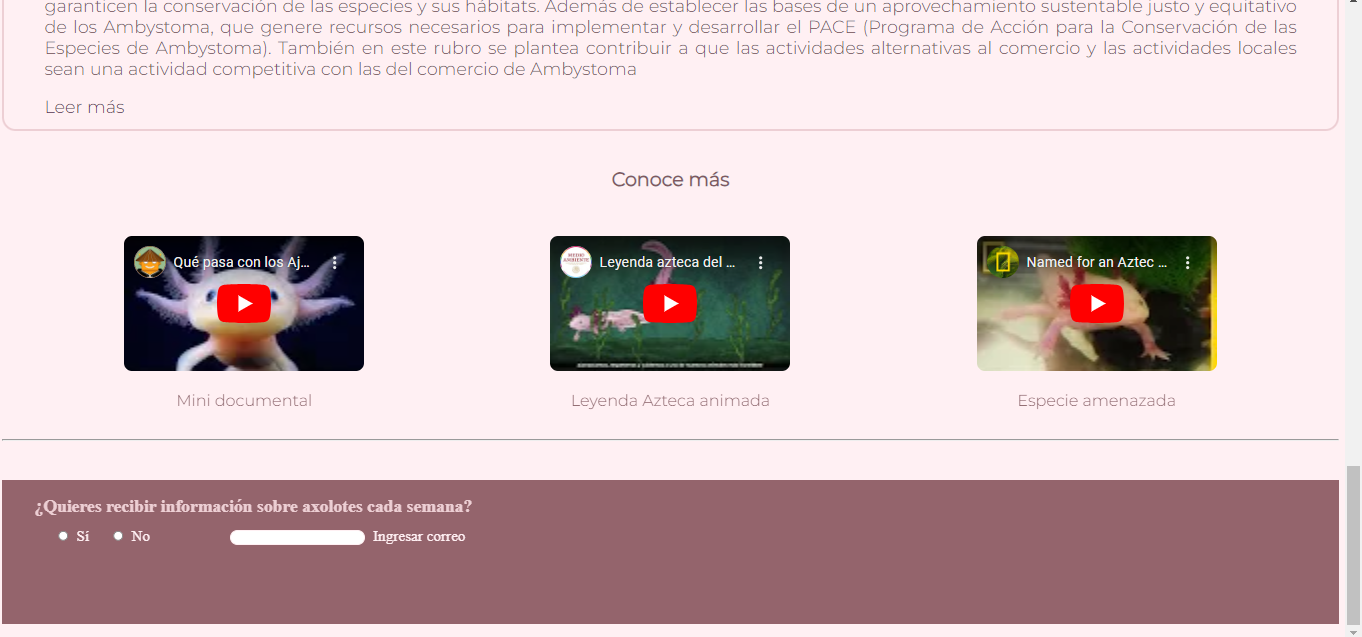 garanticen la conservación de las especies y sus hábitats. Además de establecer las bases de un aprovechamiento sustentable justo y equitativo
de los Ambystoma, que genere recursos necesarios para implementar y desarrollar el PACE (Programa de Acción para la Conservación de las
Especies de Ambystoma). También en este rubro se plantea contribuir a que las actividades alternativas al comercio y las actividades locales
sean una actividad competitiva con las del comercio de Ambystoma
Leer más
Conoce más
Qué pasa con los Aj...
MEDIO AMBIENTE
Leyenda azteca del ...
Named for an Aztec ...
Mini documental
Leyenda Azteca animada
Especie amenazada
¿Quieres recibir información sobre axolotes cada semana?
Sí No Ingresar correo